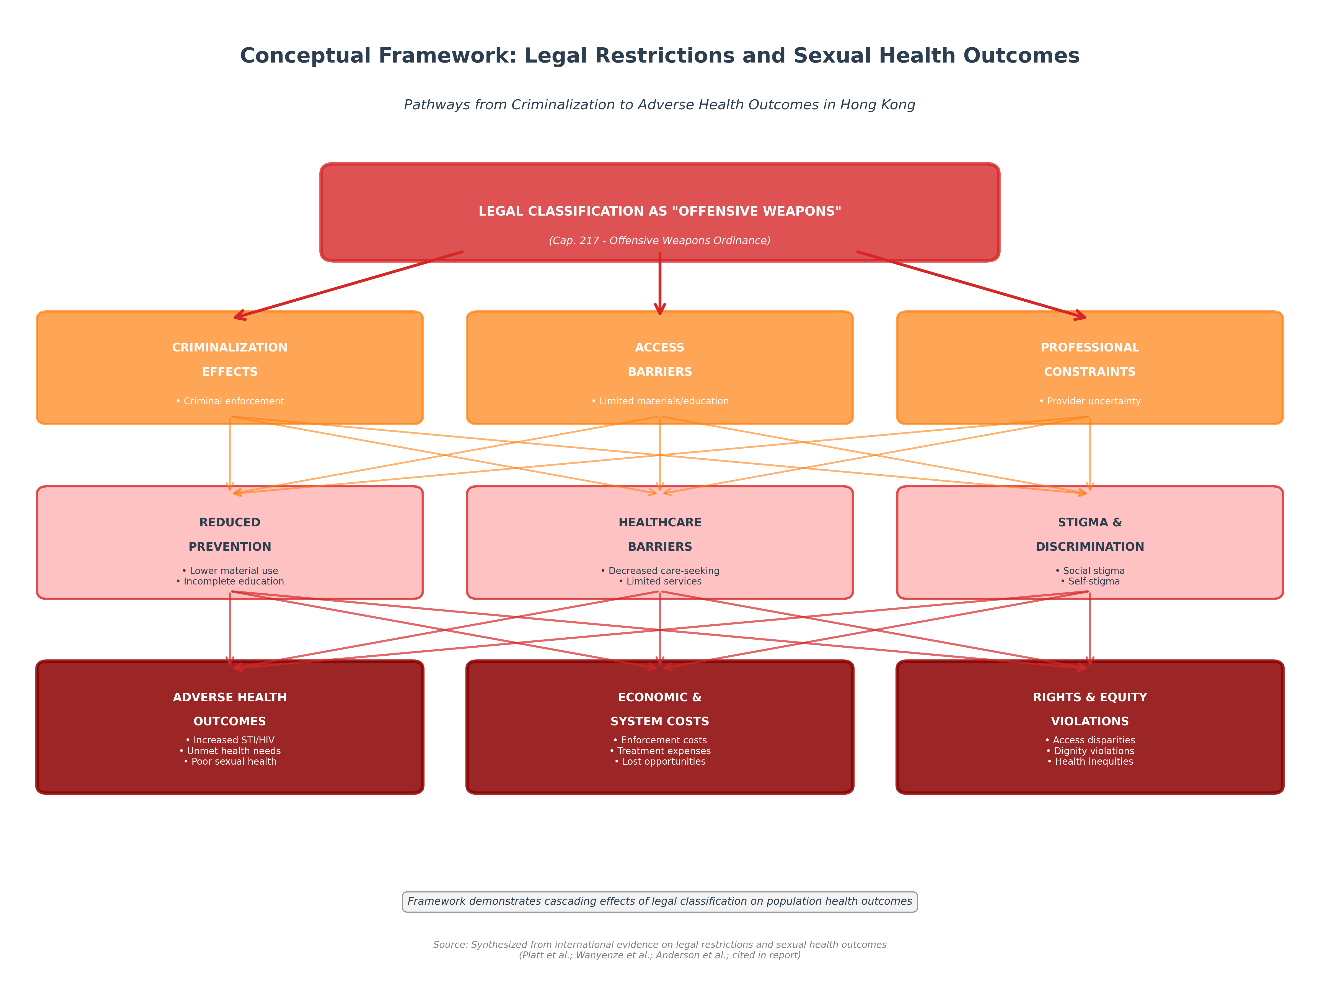 Conceptual Framework: Legal Restrictions and Sexual Health Outcomes
Pathways from Criminalization to Adverse Health Outcomes in Hong Kong
LEGAL CLASSIFICATION AS "OFFENSIVE WEAPONS"
(Cap. 217 - Offensive Weapons Ordinance)
CRIMINALIZATION
EFFECTS
• Criminal enforcement
ACCESS
BARRIERS
• Limited materials/education
PROFESSIONAL
CONSTRAINTS
• Provider uncertainty
REDUCED
PREVENTION
• Lower material use
• Incomplete education
HEALTHCARE
BARRIERS
• Decreased care-seeking
• Limited services
STIGMA &
DISCRIMINATION
• Social stigma
• Self-stigma
ADVERSE HEALTH
OUTCOMES
• Increased STI/HIV
• Unmet health needs
• Poor sexual health
ECONOMIC &
SYSTEM COSTS
• Enforcement costs
• Treatment expenses
• Lost opportunities
RIGHTS & EQUITY
VIOLATIONS
• Access disparities
• Dignity violations
• Health inequities
Framework demonstrates cascading effects of legal classification on population health outcomes
Source: Synthesized from international evidence on legal restrictions and sexual health outcomes
(Platt et al.; Wanyenze et al.; Anderson et al.; cited in report)